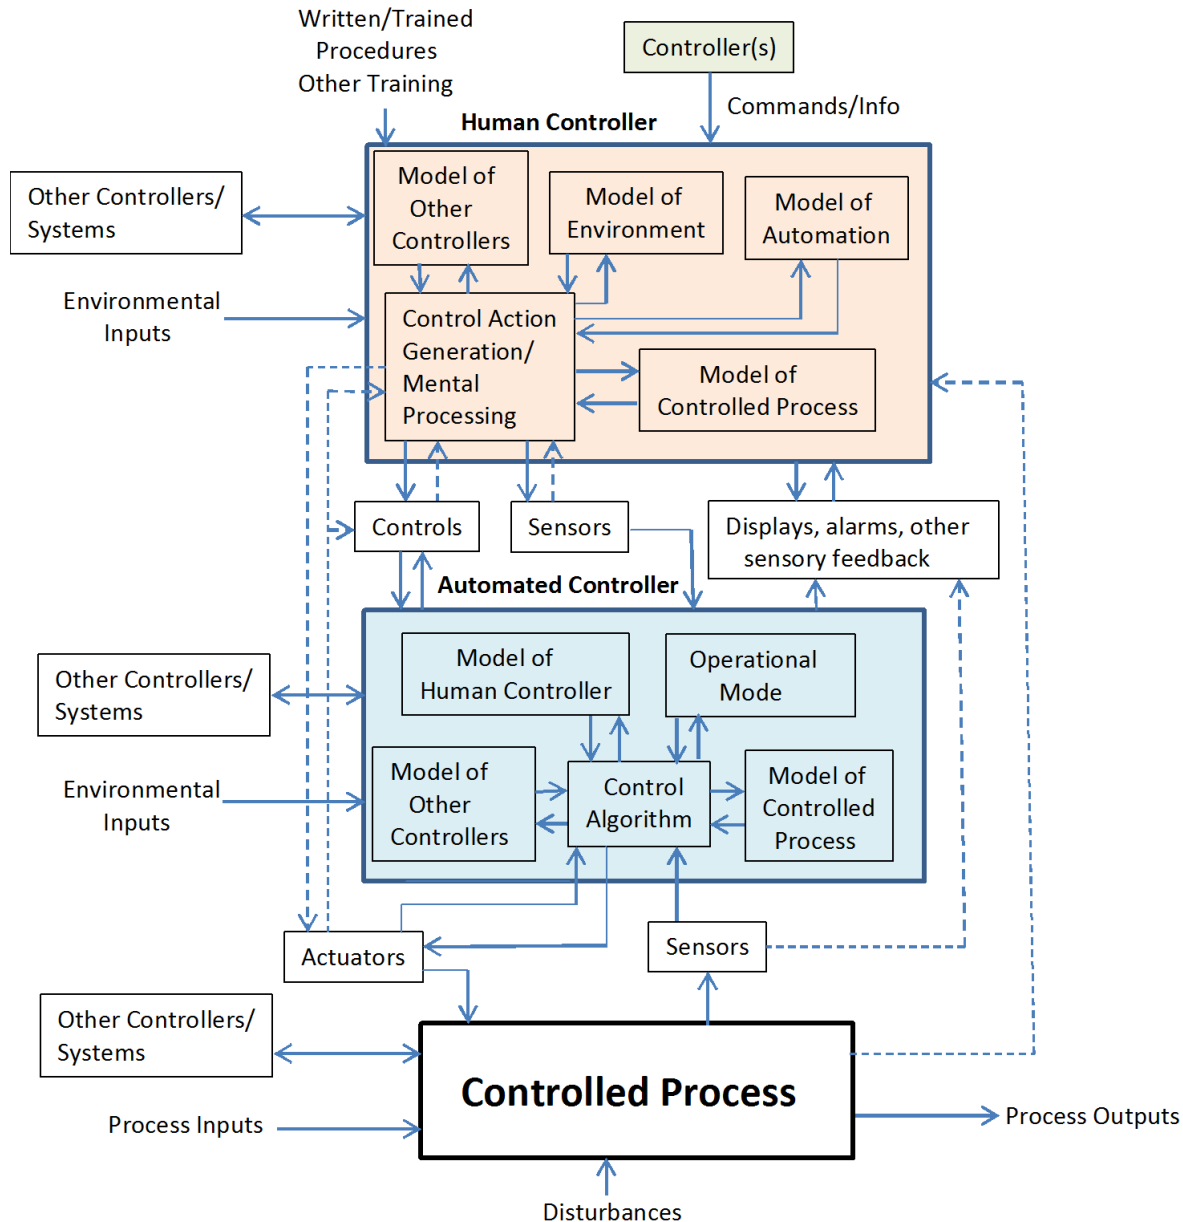 Written/Trained
Procedures
Other Training
Controller(s)
Commands/Info
Human Controller
Other Controllers/
Systems
Model of
Other
Controllers
Model of
Environment
Model of
Automation
Environmental
Inputs
Control Action
Generation/
Mental
Processing
Model of
Controlled Process
Controls
Sensors
Displays, alarms, other
sensory feedback
Automated Controller
Other Controllers/
Systems
Model of
Human Controller
Operational
Mode
Environmental
Inputs
Model of
Other
Controllers
Control
Algorithm
Model of
Controlled
Process
Actuators
Sensors
Other Controllers/
Systems
Controlled Process
Process Inputs
Process Outputs
Disturbances